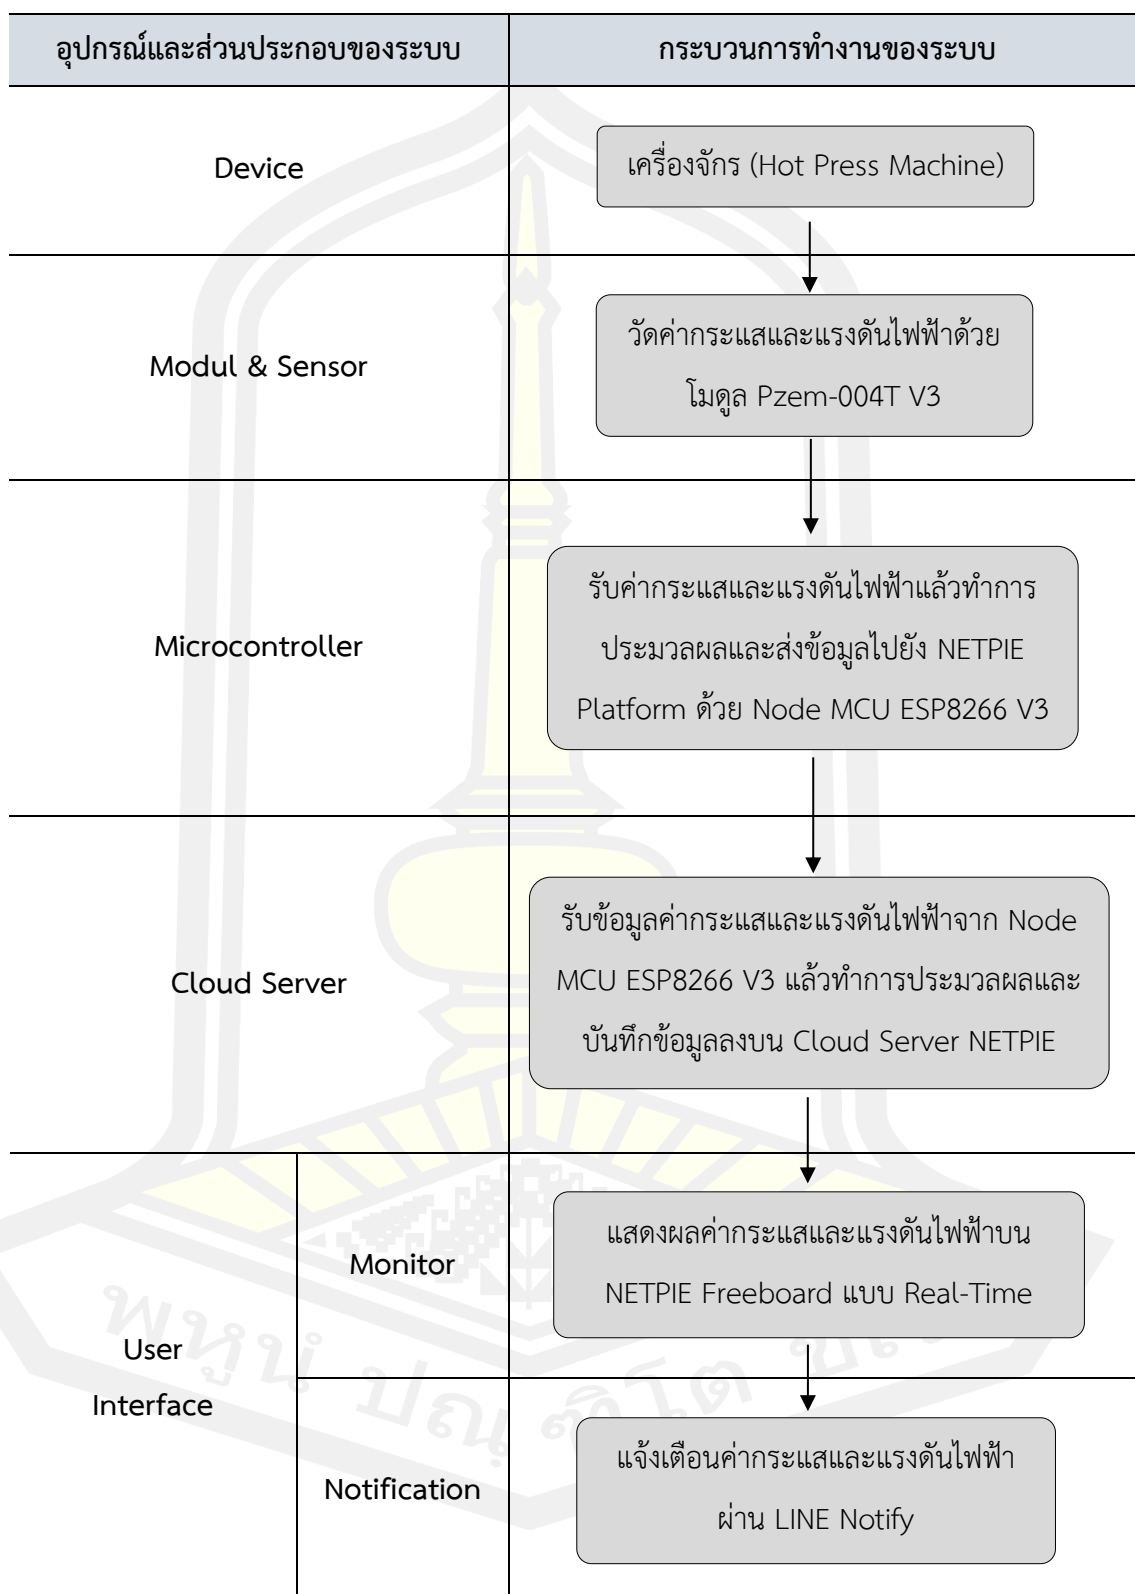 อุปกรณ์และส่วนประกอบของระบบ
กระบวนการทำงานของระบบ
Device
เครื่องจักร (Hot Press Machine)
Modul & Sensor
วัดค่ากระแสและแรงดันไฟฟ้าด้วย
โมดูล Pzem-004T V3
Microcontroller
รับค่ากระแสและแรงดันไฟฟ้าแล้วทำการ
ประมวลผลและส่งข้อมูลไปยัง NETPIE
Platform ด้วย Node MCU ESP8266 V3
Cloud Server
รับข้อมูลค่ากระแสและแรงดันไฟฟ้าจาก Node
MCU ESP8266 V3 แล้วทำการประมวลผลและ
บันทึกข้อมูลลงบน Cloud Server NETPIE
User
Interface
Monitor
แสดงผลค่ากระแสและแรงดันไฟฟ้าบน
NETPIE Freeboard แบบ Real-Time
Notification
แจ้งเตือนค่ากระแสและแรงดันไฟฟ้า
ผ่าน LINE Notify
พหูนํ ปณฺฑิโต